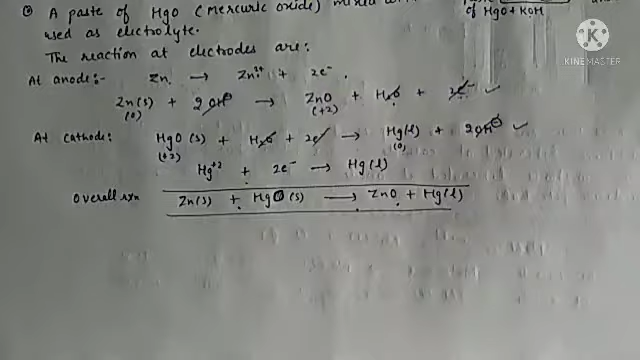 A paste of HgO (Mercuric oxide) mixed
of HgO + KOH
used as electrolyte.
The reaction at electrodes are:
KINEMASTER
At anode:- Zn → Zn²⁺ + 2e⁻.
Zn(s) + 2OH⁻ → ZnO + H₂O + 2e⁻ ✓
(0) (+2)
At Cathode: HgO(s) + H₂O + 2e⁻ → Hg(l) + 2OH⁻ ✓
(+2) (0)
Hg⁺² + 2e⁻ → Hg(l)
Overall rxn Zn(s) + HgO(s) → ZnO + Hg(l)